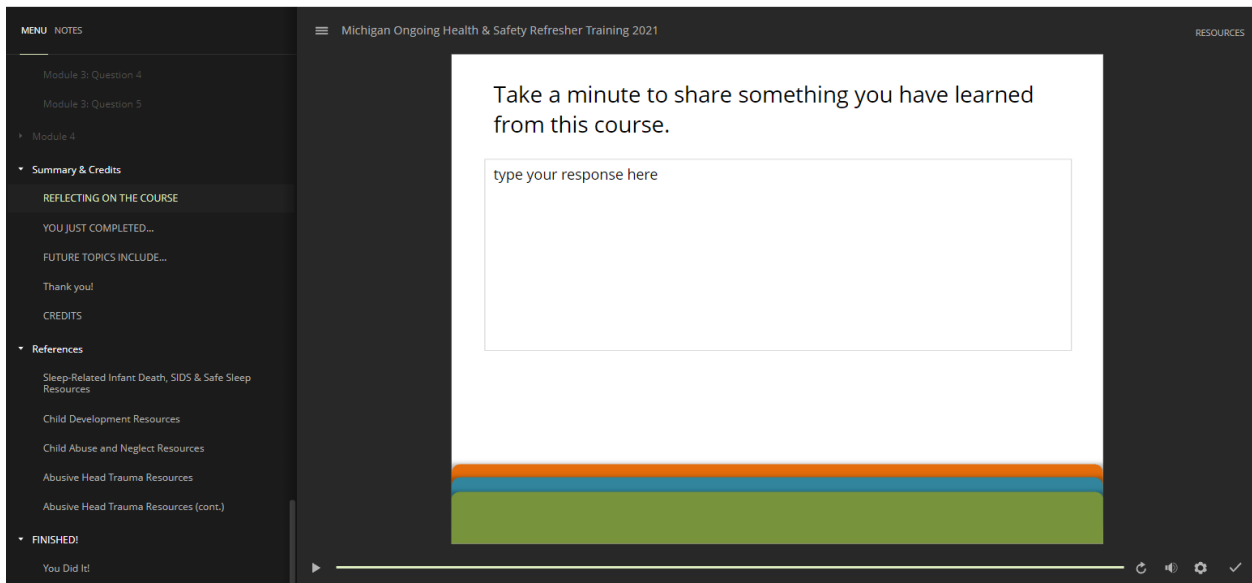 MENU NOTES
Module 3: Question 4
Module 3: Question 5
Module 4
Summary & Credits
REFLECTING ON THE COURSE
YOU JUST COMPLETED...
FUTURE TOPICS INCLUDE...
Thank you!
CREDITS
References
Sleep-Related Infant Death, SIDS & Safe Sleep
Resources
Child Development Resources
Child Abuse and Neglect Resources
Abusive Head Trauma Resources
Abusive Head Trauma Resources (cont.)
FINISHED!
You Did It!
Michigan Ongoing Health & Safety Refresher Training 2021
RESOURCES
Take a minute to share something you have learned
from this course.
type your response here